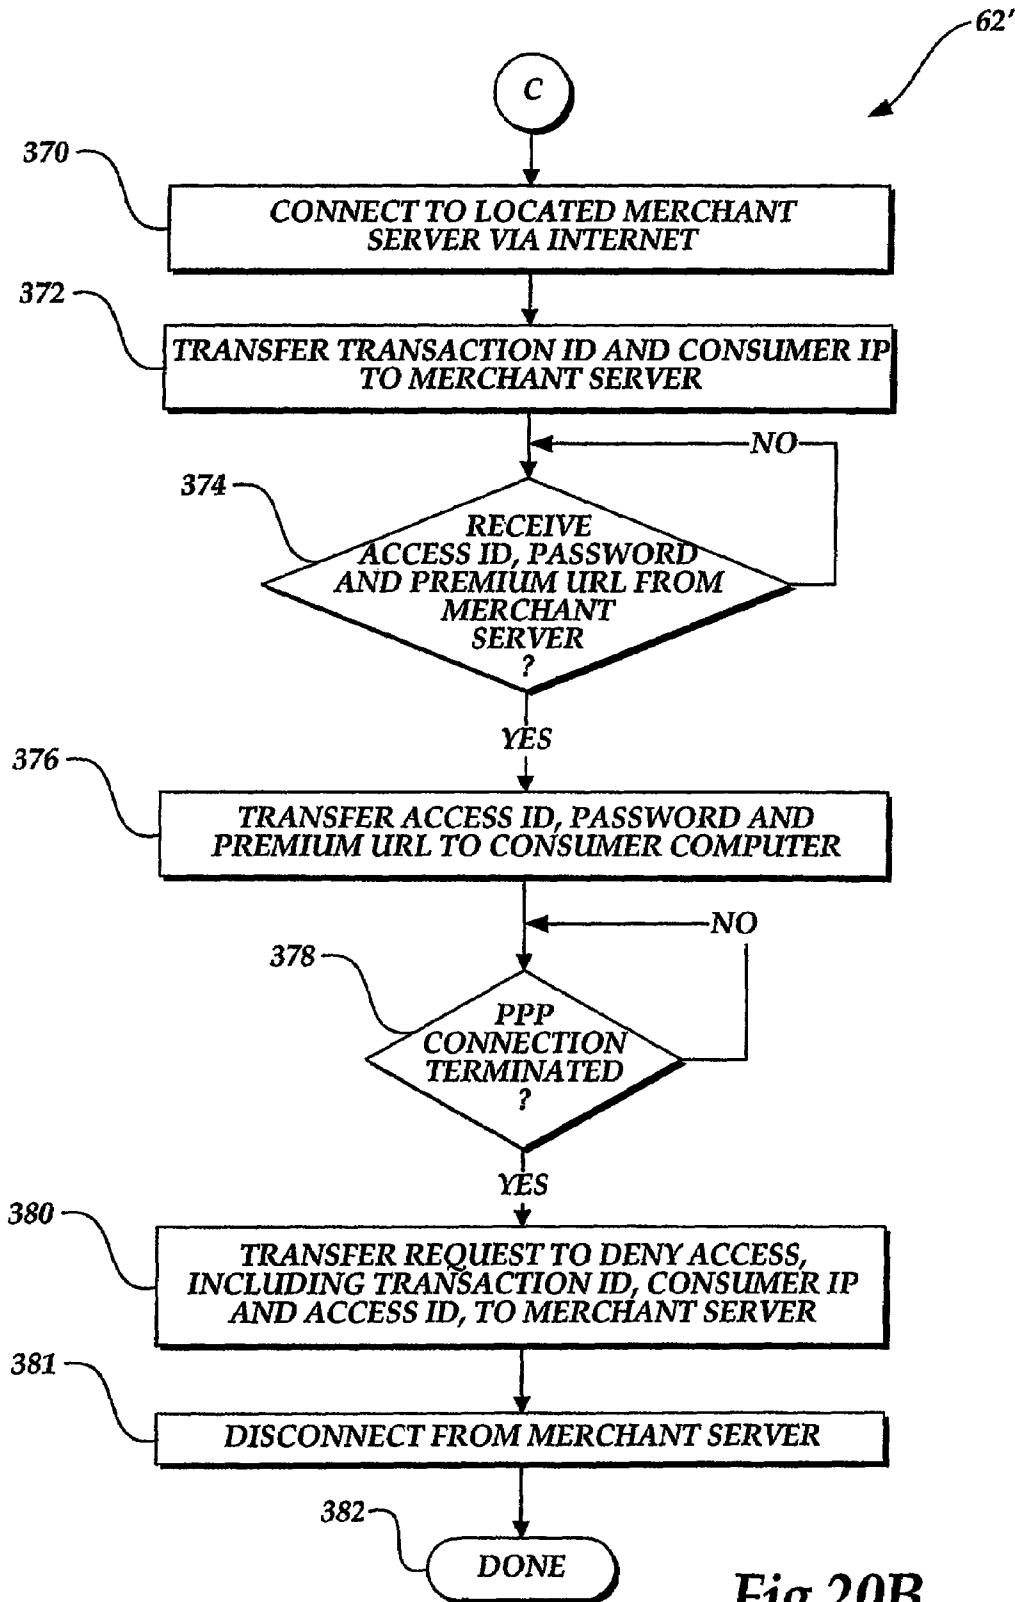 62'
C
370
CONNECT TO LOCATED MERCHANT
SERVER VIA INTERNET
372
TRANSFER TRANSACTION ID AND CONSUMER IP
TO MERCHANT SERVER
NO
374
RECEIVE
ACCESS ID, PASSWORD
AND PREMIUM URL FROM
MERCHANT
SERVER
?
YES
376
TRANSFER ACCESS ID, PASSWORD AND
PREMIUM URL TO CONSUMER COMPUTER
NO
378
PPP
CONNECTION
TERMINATED
?
YES
380
TRANSFER REQUEST TO DENY ACCESS,
INCLUDING TRANSACTION ID, CONSUMER IP
AND ACCESS ID, TO MERCHANT SERVER
381
DISCONNECT FROM MERCHANT SERVER
382
DONE
Fig.20B